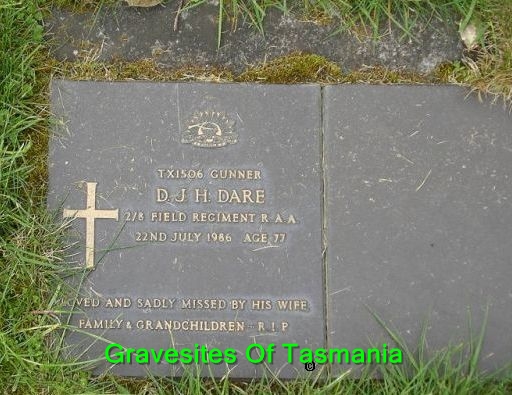 TX1506 GUNNER
D. J. H. DARE
2/8 FIELD REGIMENT R A A
22ND JULY 1986 AGE 77
LOVED AND SADLY MISSED BY HIS WIFE
FAMILY & GRANDCHILDREN - R I P
Gravesites Of Tasmania